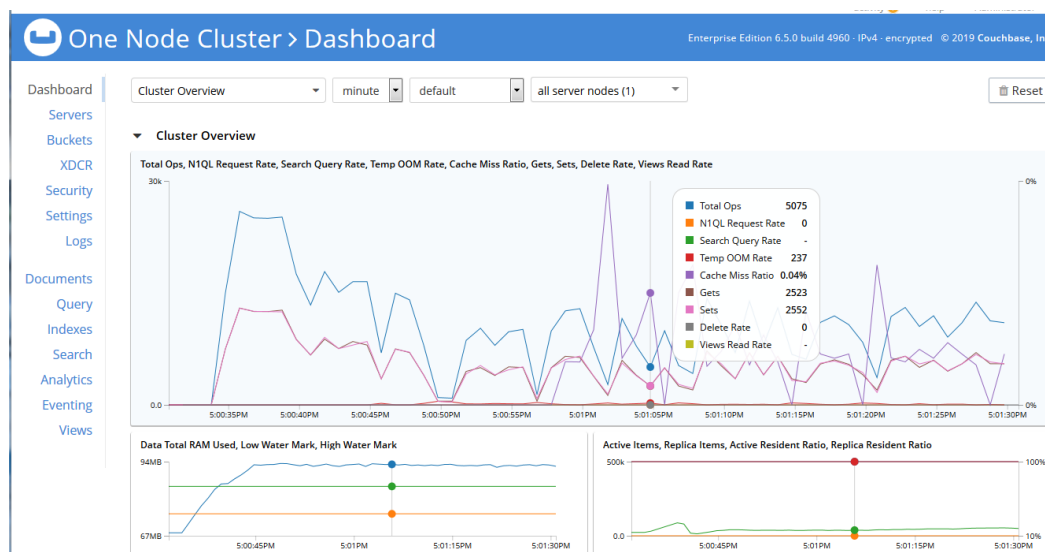 One Node Cluster > Dashboard
Enterprise Edition 6.5.0 build 4960 · IPv4 · encrypted © 2019 Couchbase, In
Dashboard
Servers
Buckets
XDCR
Security
Settings
Logs
Documents
Query
Indexes
Search
Analytics
Eventing
Views
Cluster Overview
minute
default
all server nodes (1)
Reset
Cluster Overview
Total Ops, N1QL Request Rate, Search Query Rate, Temp OOM Rate, Cache Miss Ratio, Gets, Sets, Delete Rate, Views Read Rate
30k
0%
Total Ops 5075
N1QL Request Rate 0
Search Query Rate -
Temp OOM Rate 237
Cache Miss Ratio 0.04%
Gets 2523
Sets 2552
Delete Rate 0
Views Read Rate -
0.0
0%
5:00:35PM 5:00:40PM 5:00:45PM 5:00:50PM 5:00:55PM 5:01PM 5:01:05PM 5:01:10PM 5:01:15PM 5:01:20PM 5:01:25PM 5:01:30PM
Data Total RAM Used, Low Water Mark, High Water Mark
94MB
67MB
5:00:45PM 5:01PM 5:01:15PM 5:01:30PM
Active Items, Replica Items, Active Resident Ratio, Replica Resident Ratio
500k
100%
0.0
10%
5:00:45PM 5:01PM 5:01:15PM 5:01:30PM